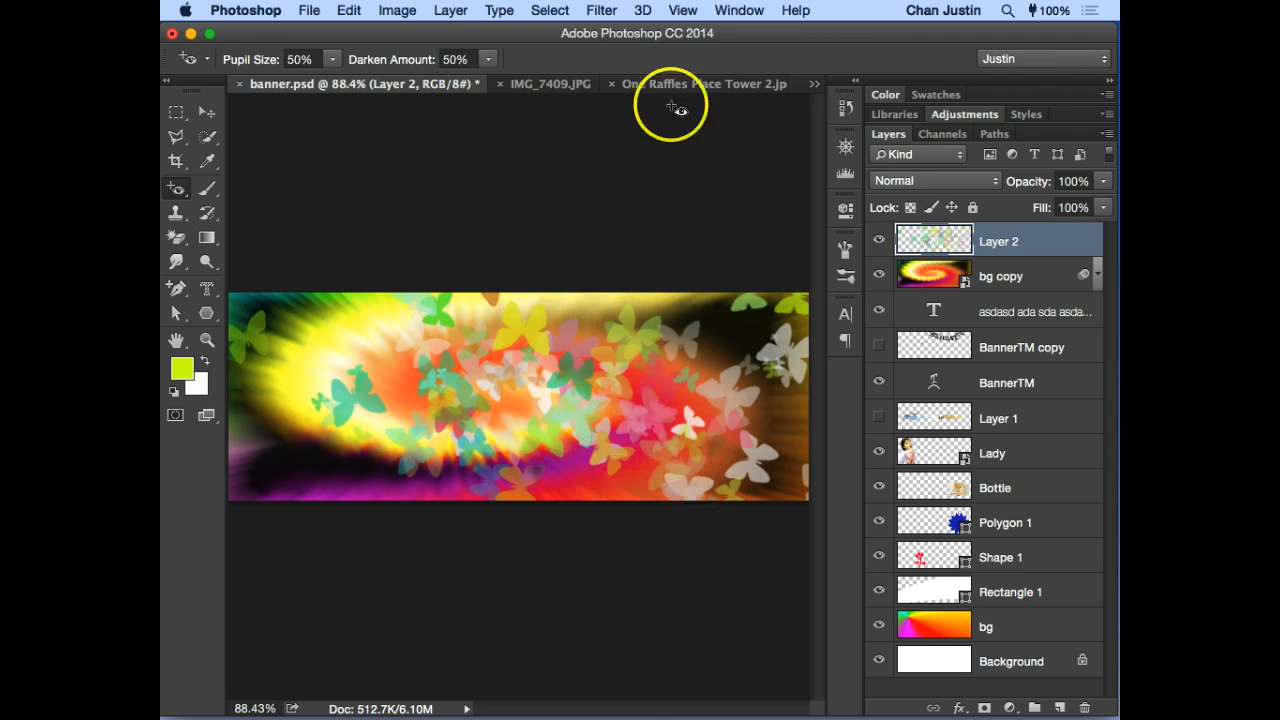 Photoshop File Edit Image Layer Type Select Filter 3D View Window Help Chan Justin 100%
Adobe Photoshop CC 2014
Pupil Size: 50% Darken Amount: 50% Justin
× banner.psd @ 88.4% (Layer 2, RGB/8#) * × IMG_7409.JPG × One Raffles Place Tower 2.jp >>
Color Swatches
Libraries Adjustments Styles
Layers Channels Paths
Kind
Normal Opacity: 100%
Lock: Fill: 100%
Layer 2
bg copy
asdasd ada sda asda...
BannerTM copy
BannerTM
Layer 1
Lady
Bottle
Polygon 1
Shape 1
Rectangle 1
bg
Background
88.43% Doc: 512.7K/6.10M